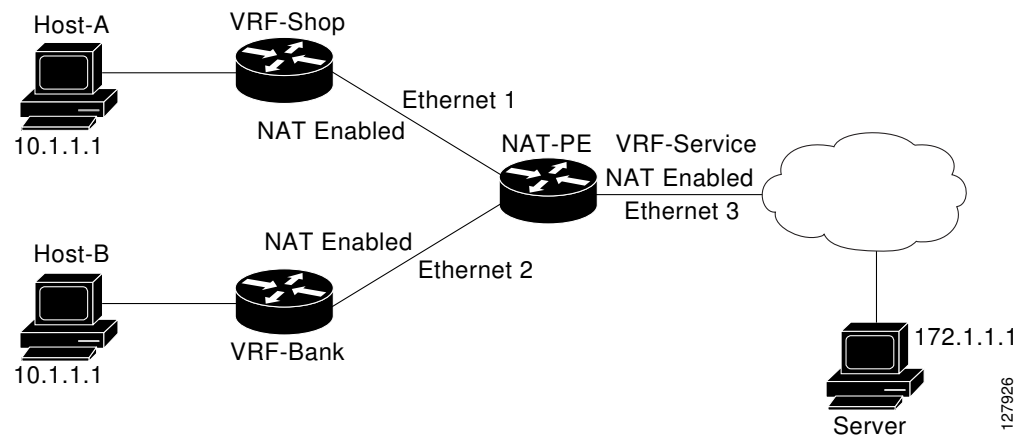 Host-A
VRF-Shop
Ethernet 1
NAT Enabled
10.1.1.1
NAT-PE
VRF-Service
NAT Enabled
Ethernet 3
NAT Enabled
Host-B
Ethernet 2
VRF-Bank
10.1.1.1
172.1.1.1
Server
127926